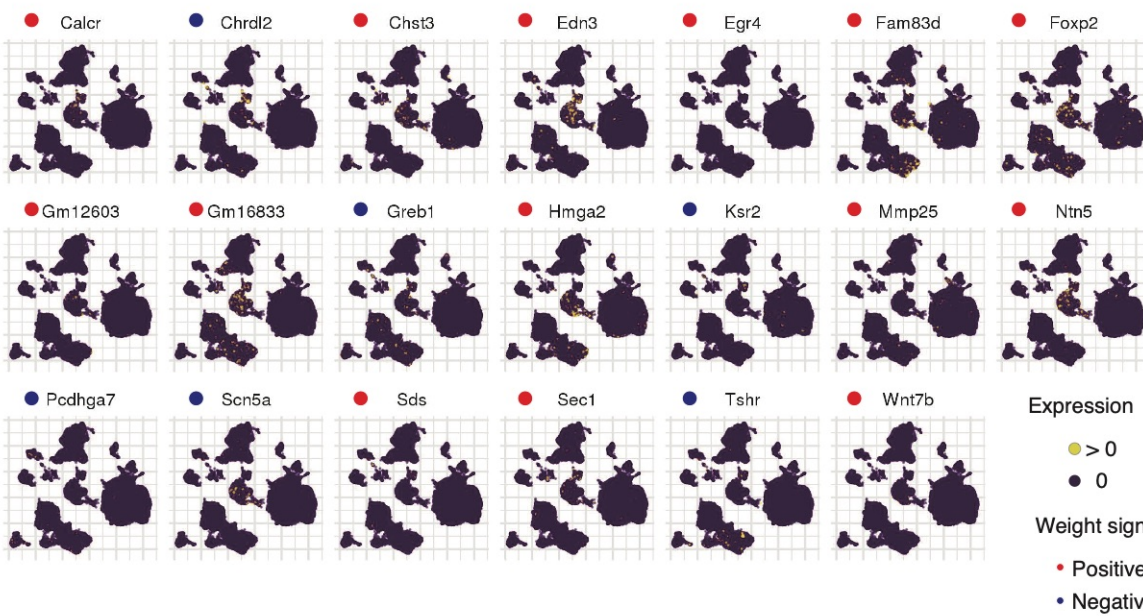 Calcr Chrdl2 Chst3 Edn3 Egr4 Fam83d Foxp2
Gm12603 Gm16833 Greb1 Hmga2 Ksr2 Mmp25 Ntn5
Pcdhga7 Scn5a Sds Sec1 Tshr Wnt7b
Expression
> 0
0
Weight sign
Positive
Negativ